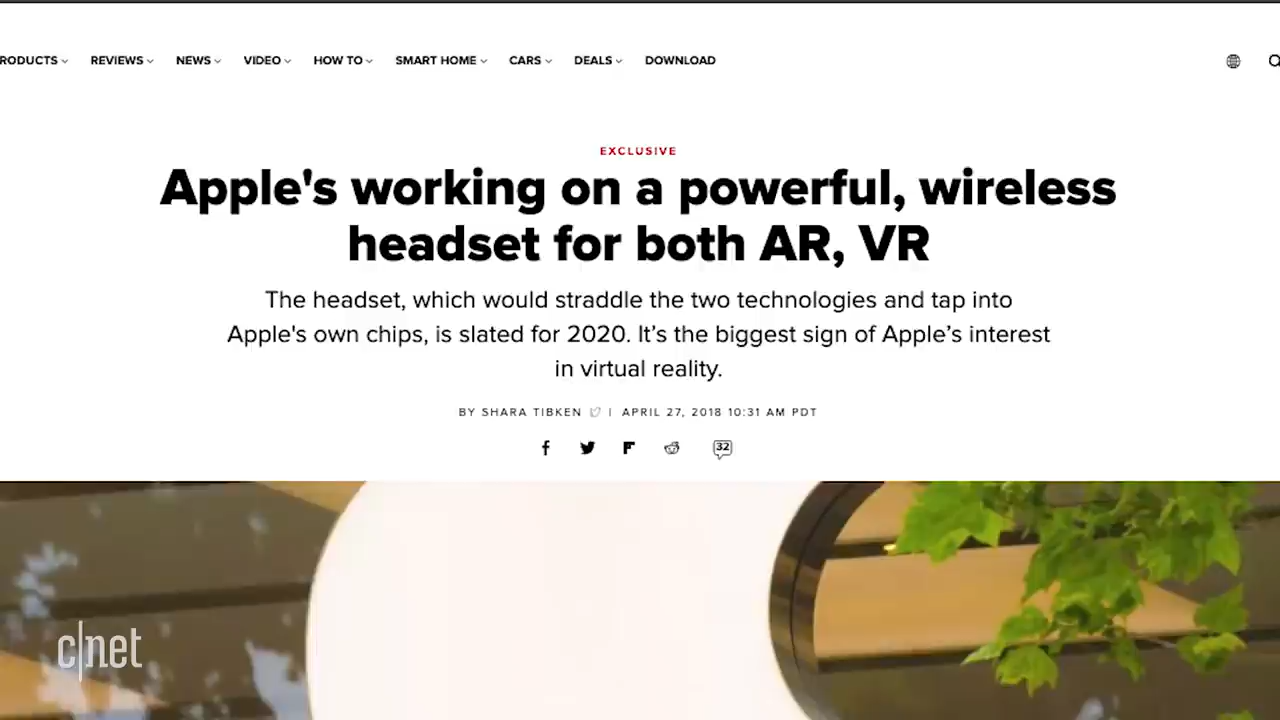 RODUCTS REVIEWS NEWS VIDEO HOW TO SMART HOME CARS DEALS DOWNLOAD
EXCLUSIVE
Apple's working on a powerful, wireless
headset for both AR, VR
The headset, which would straddle the two technologies and tap into
Apple's own chips, is slated for 2020. It’s the biggest sign of Apple’s interest
in virtual reality.
BY SHARA TIBKEN | APRIL 27, 2018 10:31 AM PDT
32
c|net